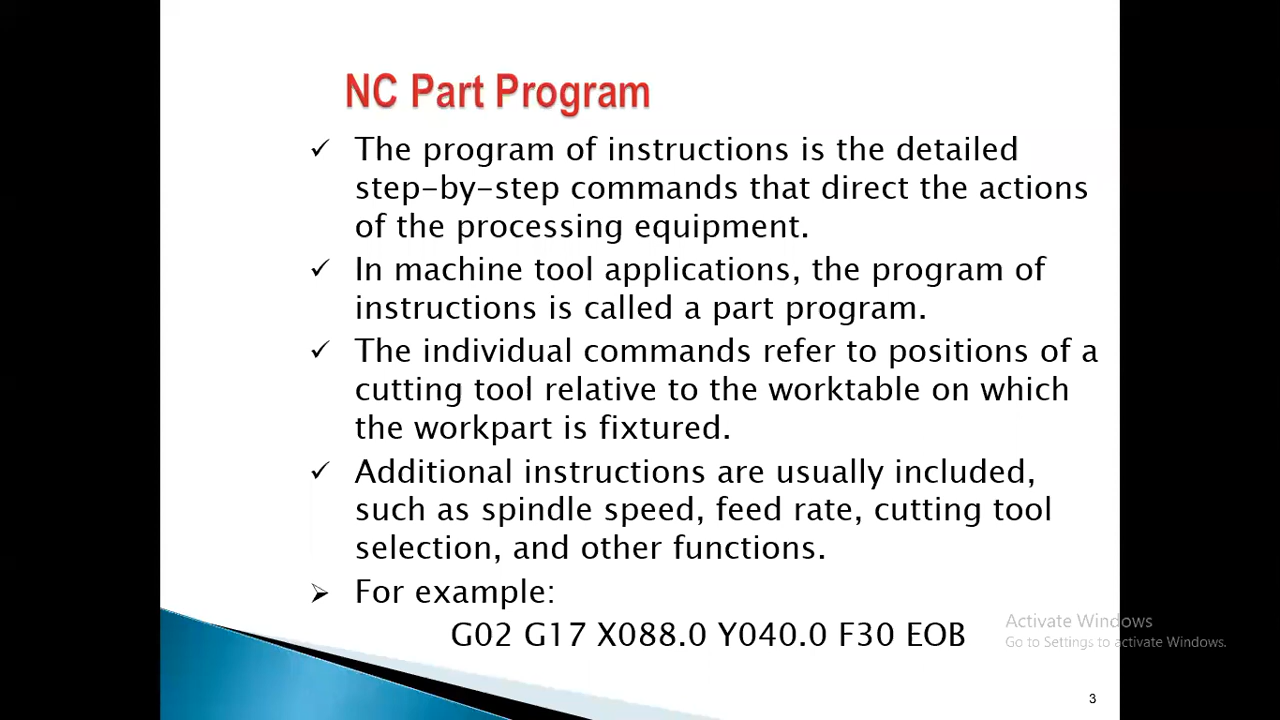 NC Part Program
✓ The program of instructions is the detailed
step-by-step commands that direct the actions
of the processing equipment.
✓ In machine tool applications, the program of
instructions is called a part program.
✓ The individual commands refer to positions of a
cutting tool relative to the worktable on which
the workpart is fixtured.
✓ Additional instructions are usually included,
such as spindle speed, feed rate, cutting tool
selection, and other functions.
➢ For example:
G02 G17 X088.0 Y040.0 F30 EOB
Activate Windows
Go to Settings to activate Windows.
3